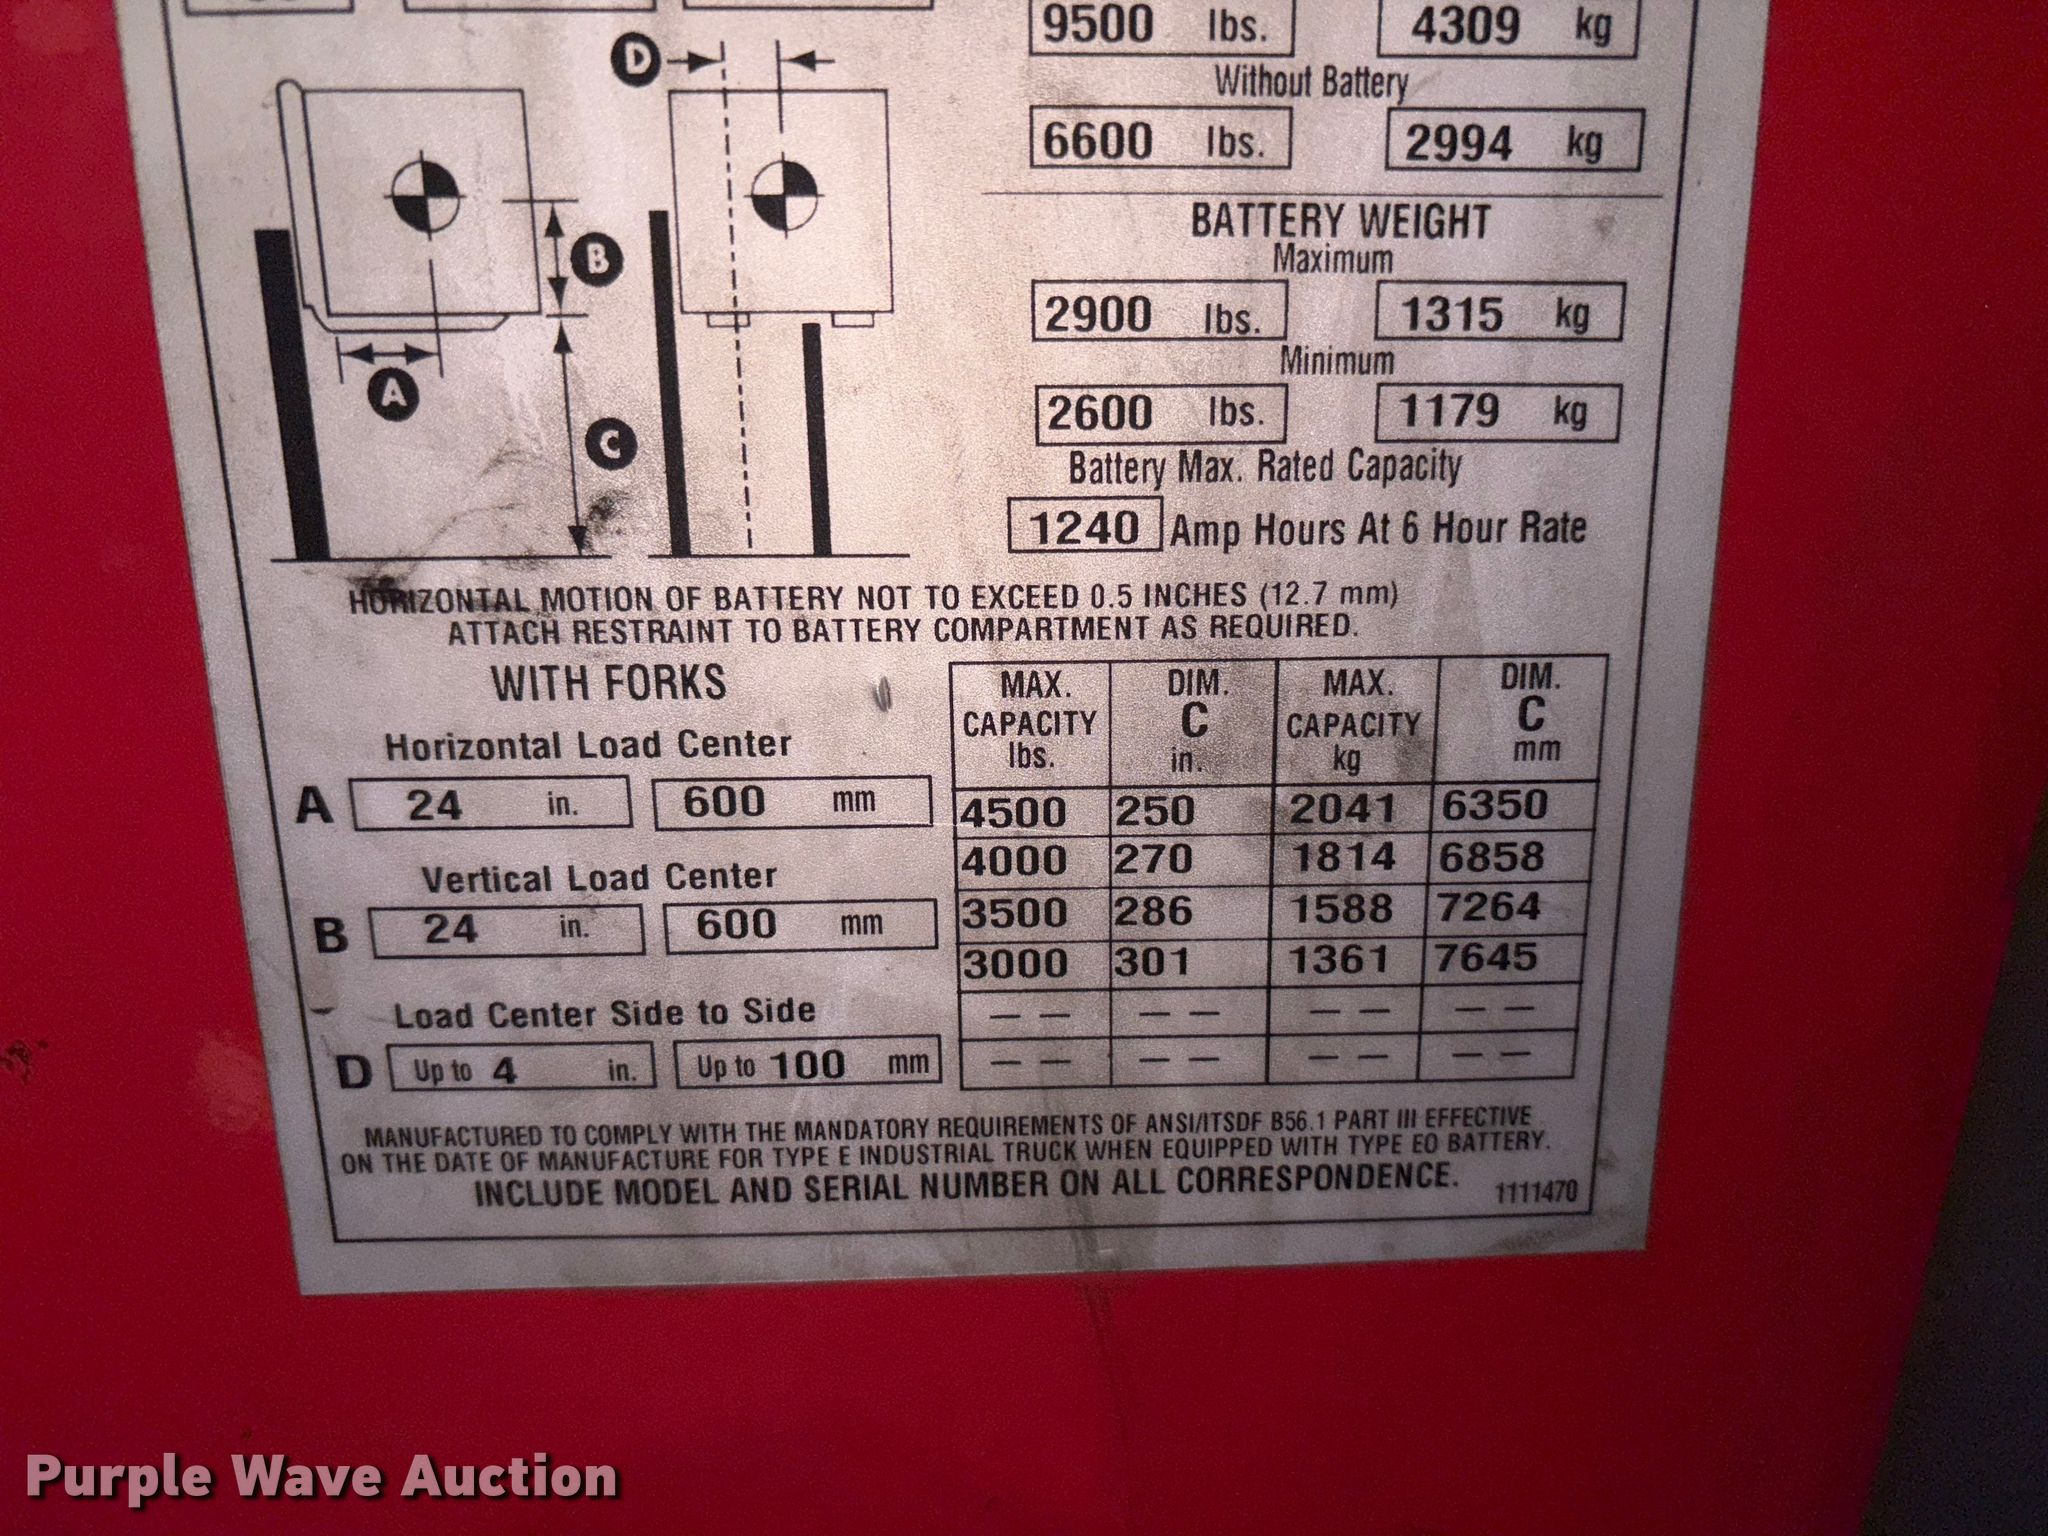 D
9500 lbs. 4309 kg
Without Battery
6600 lbs. 2994 kg
BATTERY WEIGHT
Maximum
B
2900 lbs. 1315 kg
Minimum
A
2600 lbs. 1179 kg
C
Battery Max. Rated Capacity
1240 Amp Hours At 6 Hour Rate
HORIZONTAL MOTION OF BATTERY NOT TO EXCEED 0.5 INCHES (12.7 mm)
ATTACH RESTRAINT TO BATTERY COMPARTMENT AS REQUIRED.
WITH FORKS
Horizontal Load Center
A 24 in. 600 mm
Vertical Load Center
B 24 in. 600 mm
Load Center Side to Side
D Up to 4 in. Up to 100 mm
MAX. DIM. MAX. DIM.
CAPACITY C CAPACITY C
lbs. in. kg mm
4500 250 2041 6350
4000 270 1814 6858
3500 286 1588 7264
3000 301 1361 7645
— — — — — — — —
— — — — — — — —
MANUFACTURED TO COMPLY WITH THE MANDATORY REQUIREMENTS OF ANSI/ITSDF B56.1 PART III EFFECTIVE
ON THE DATE OF MANUFACTURE FOR TYPE E INDUSTRIAL TRUCK WHEN EQUIPPED WITH TYPE EO BATTERY.
INCLUDE MODEL AND SERIAL NUMBER ON ALL CORRESPONDENCE. 1111470
Purple Wave Auction